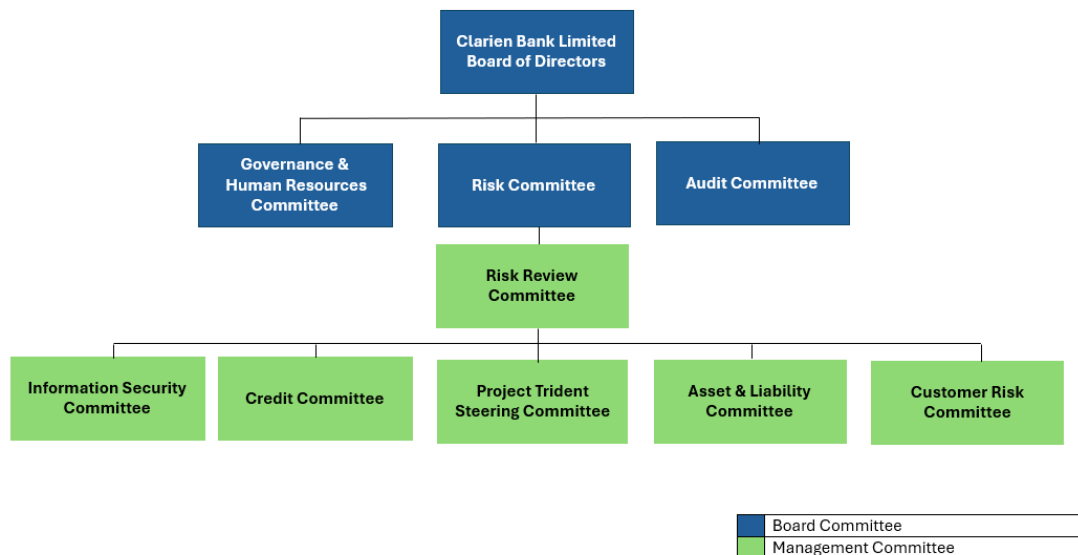 Clarien Bank Limited
Board of Directors
Governance &
Human Resources
Committee
Risk Committee
Audit Committee
Risk Review
Committee
Information Security
Committee
Credit Committee
Project Trident
Steering Committee
Asset & Liability
Committee
Customer Risk
Committee
Board Committee
Management Committee